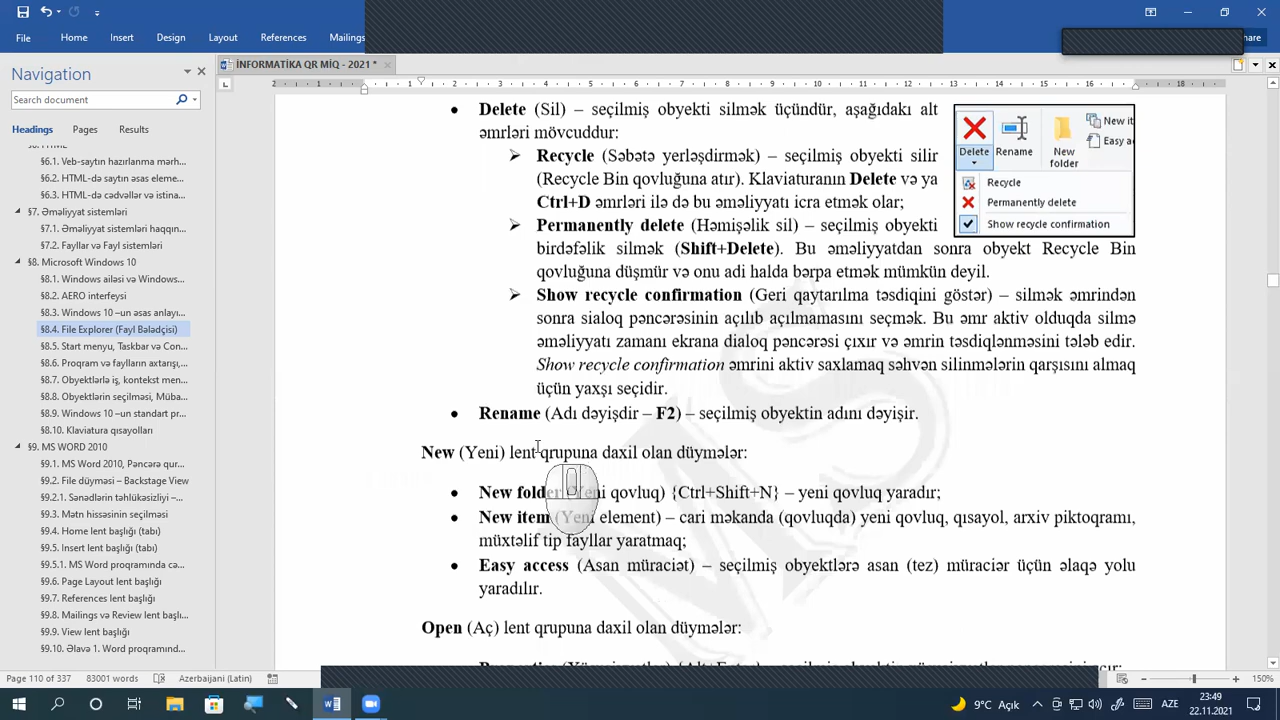 File Home Insert Design Layout References Mailings
İNFORMATİKA QR MİQ - 2021 *
Navigation
Search document
Headings Pages Results
§6.1. Veb-saytın hazırlanma mərh...
§6.2. HTML-də saytın əsas eleme...
§6.3. HTML-də cədvəllər və istina...
§7. Əməliyyat sistemləri
§7.1. Əməliyyat sistemləri haqqın...
§7.2. Fayllar və Fayl sistemləri
§8. Microsoft Windows 10
§8.1. Windows ailəsi və Windows...
§8.2. AERO interfeysi
§8.3. Windows 10 –un əsas anlayı...
§8.4. File Explorer (Fayl Bələdçisi)
§8.5. Start menyu, Taskbar və Con...
§8.6. Proqram və faylların axtarışı,...
§8.7. Obyektlərlə iş, kontekst men...
§8.8. Obyektlərin seçilməsi, Müba...
§8.9. Windows 10 –un standart pr...
§8.10. Klaviatura qısayolları
§9. MS WORD 2010
§9.1. MS Word 2010, Pəncərə qur...
§9.2. File düyməsi – Backstage View
§9.2.1. Sənədlərin təhlükəsizliyi –...
§9.3. Mətn hissəsinin seçilməsi
§9.4. Home lent başlığı (tabı)
§9.5. Insert lent başlığı (tabı)
§9.5.1. MS Word proqramında cə...
§9.6. Page Layout lent başlığı
§9.7. References lent başlığı
§9.8. Mailings və Review lent başlı...
§9.9. View lent başlığı
§9.10. Əlavə 1. Word proqramınd...
• Delete (Sil) – seçilmiş obyekti silmək üçündür, aşağıdakı alt
əmrləri mövcuddur:
Recycle (Səbətə yerləşdirmək) – seçilmiş obyekti silir
(Recycle Bin qovluğuna atır). Klaviaturanın Delete və ya
Ctrl+D əmrləri ilə də bu əməliyyatı icra etmək olar;
Permanently delete (Həmişəlik sil) – seçilmiş obyekti
birdəfəlik silmək (Shift+Delete). Bu əməliyyatdan sonra obyekt Recycle Bin
qovluğuna düşmür və onu adi halda bərpa etmək mümkün deyil.
Show recycle confirmation (Geri qaytarılma təsdiqini göstər) – silmək əmrindən
sonra sialoq pəncərəsinin açılıb açılmamasını seçmək. Bu əmr aktiv olduqda silmə
əməliyyatı zamanı ekrana dialoq pəncərəsi çıxır və əmrin təsdiqlənməsini tələb edir.
Show recycle confirmation əmrini aktiv saxlamaq səhvən silinmələrin qarşısını almaq
üçün yaxşı seçidir.
• Rename (Adı dəyişdir – F2) – seçilmiş obyektin adını dəyişir.
New (Yeni) lent qrupuna daxil olan düymələr:
• New folder (Yeni qovluq) {Ctrl+Shift+N} – yeni qovluq yaradır;
• New item (Yeni element) – cari məkanda (qovluqda) yeni qovluq, qısayol, arxiv piktoqramı,
müxtəlif tip fayllar yaratmaq;
• Easy access (Asan müraciət) – seçilmiş obyektlərə asan (tez) müraciər üçün əlaqə yolu
yaradılır.
Open (Aç) lent qrupuna daxil olan düymələr:
Delete Rename New folder New it Easy a
Recycle
Permanently delete
Show recycle confirmation
Page 110 of 337 83001 words Azerbaijani (Latin) 150%
9°C Açık AZE 23:49
22.11.2021